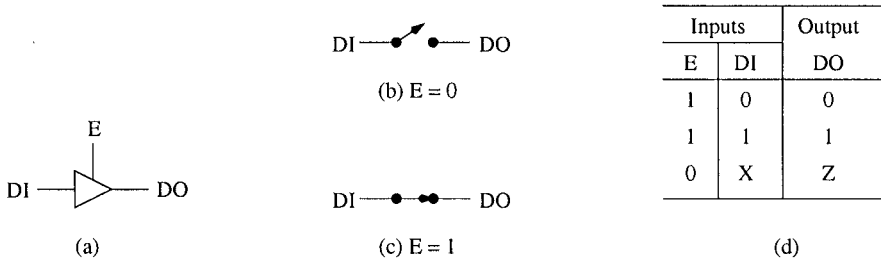 E
DI DO
(a)
DI DO
(b) E = 0
DI DO
(c) E = 1
Inputs Output
E DI DO
1 0 0
1 1 1
0 X Z
(d)